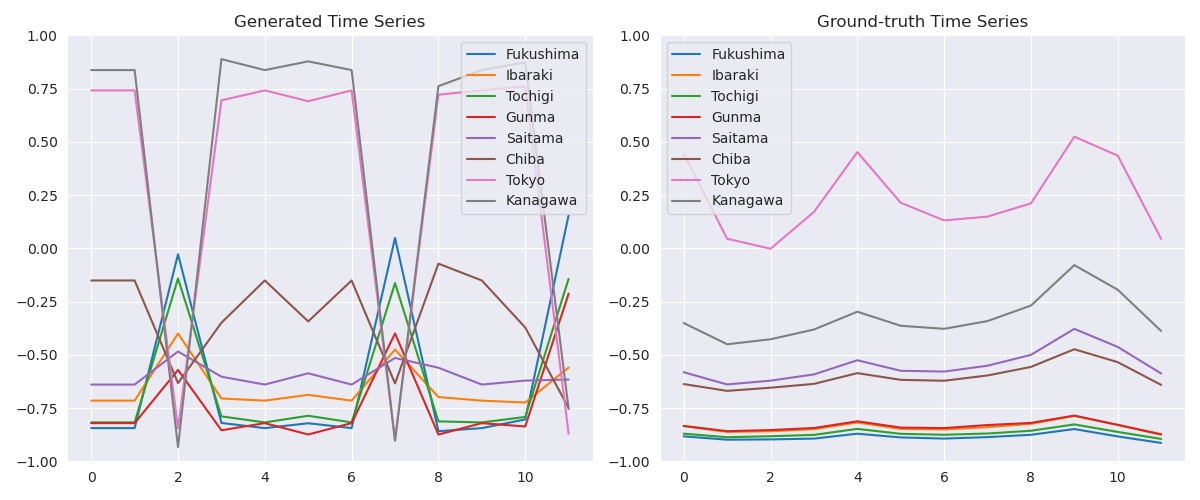 Generated Time Series
1.00
0.75
0.50
0.25
0.00
−0.25
−0.50
−0.75
−1.00
0 2 4 6 8 10
Fukushima
Ibaraki
Tochigi
Gunma
Saitama
Chiba
Tokyo
Kanagawa
Ground-truth Time Series
1.00
0.75
0.50
0.25
0.00
−0.25
−0.50
−0.75
−1.00
0 2 4 6 8 10
Fukushima
Ibaraki
Tochigi
Gunma
Saitama
Chiba
Tokyo
Kanagawa